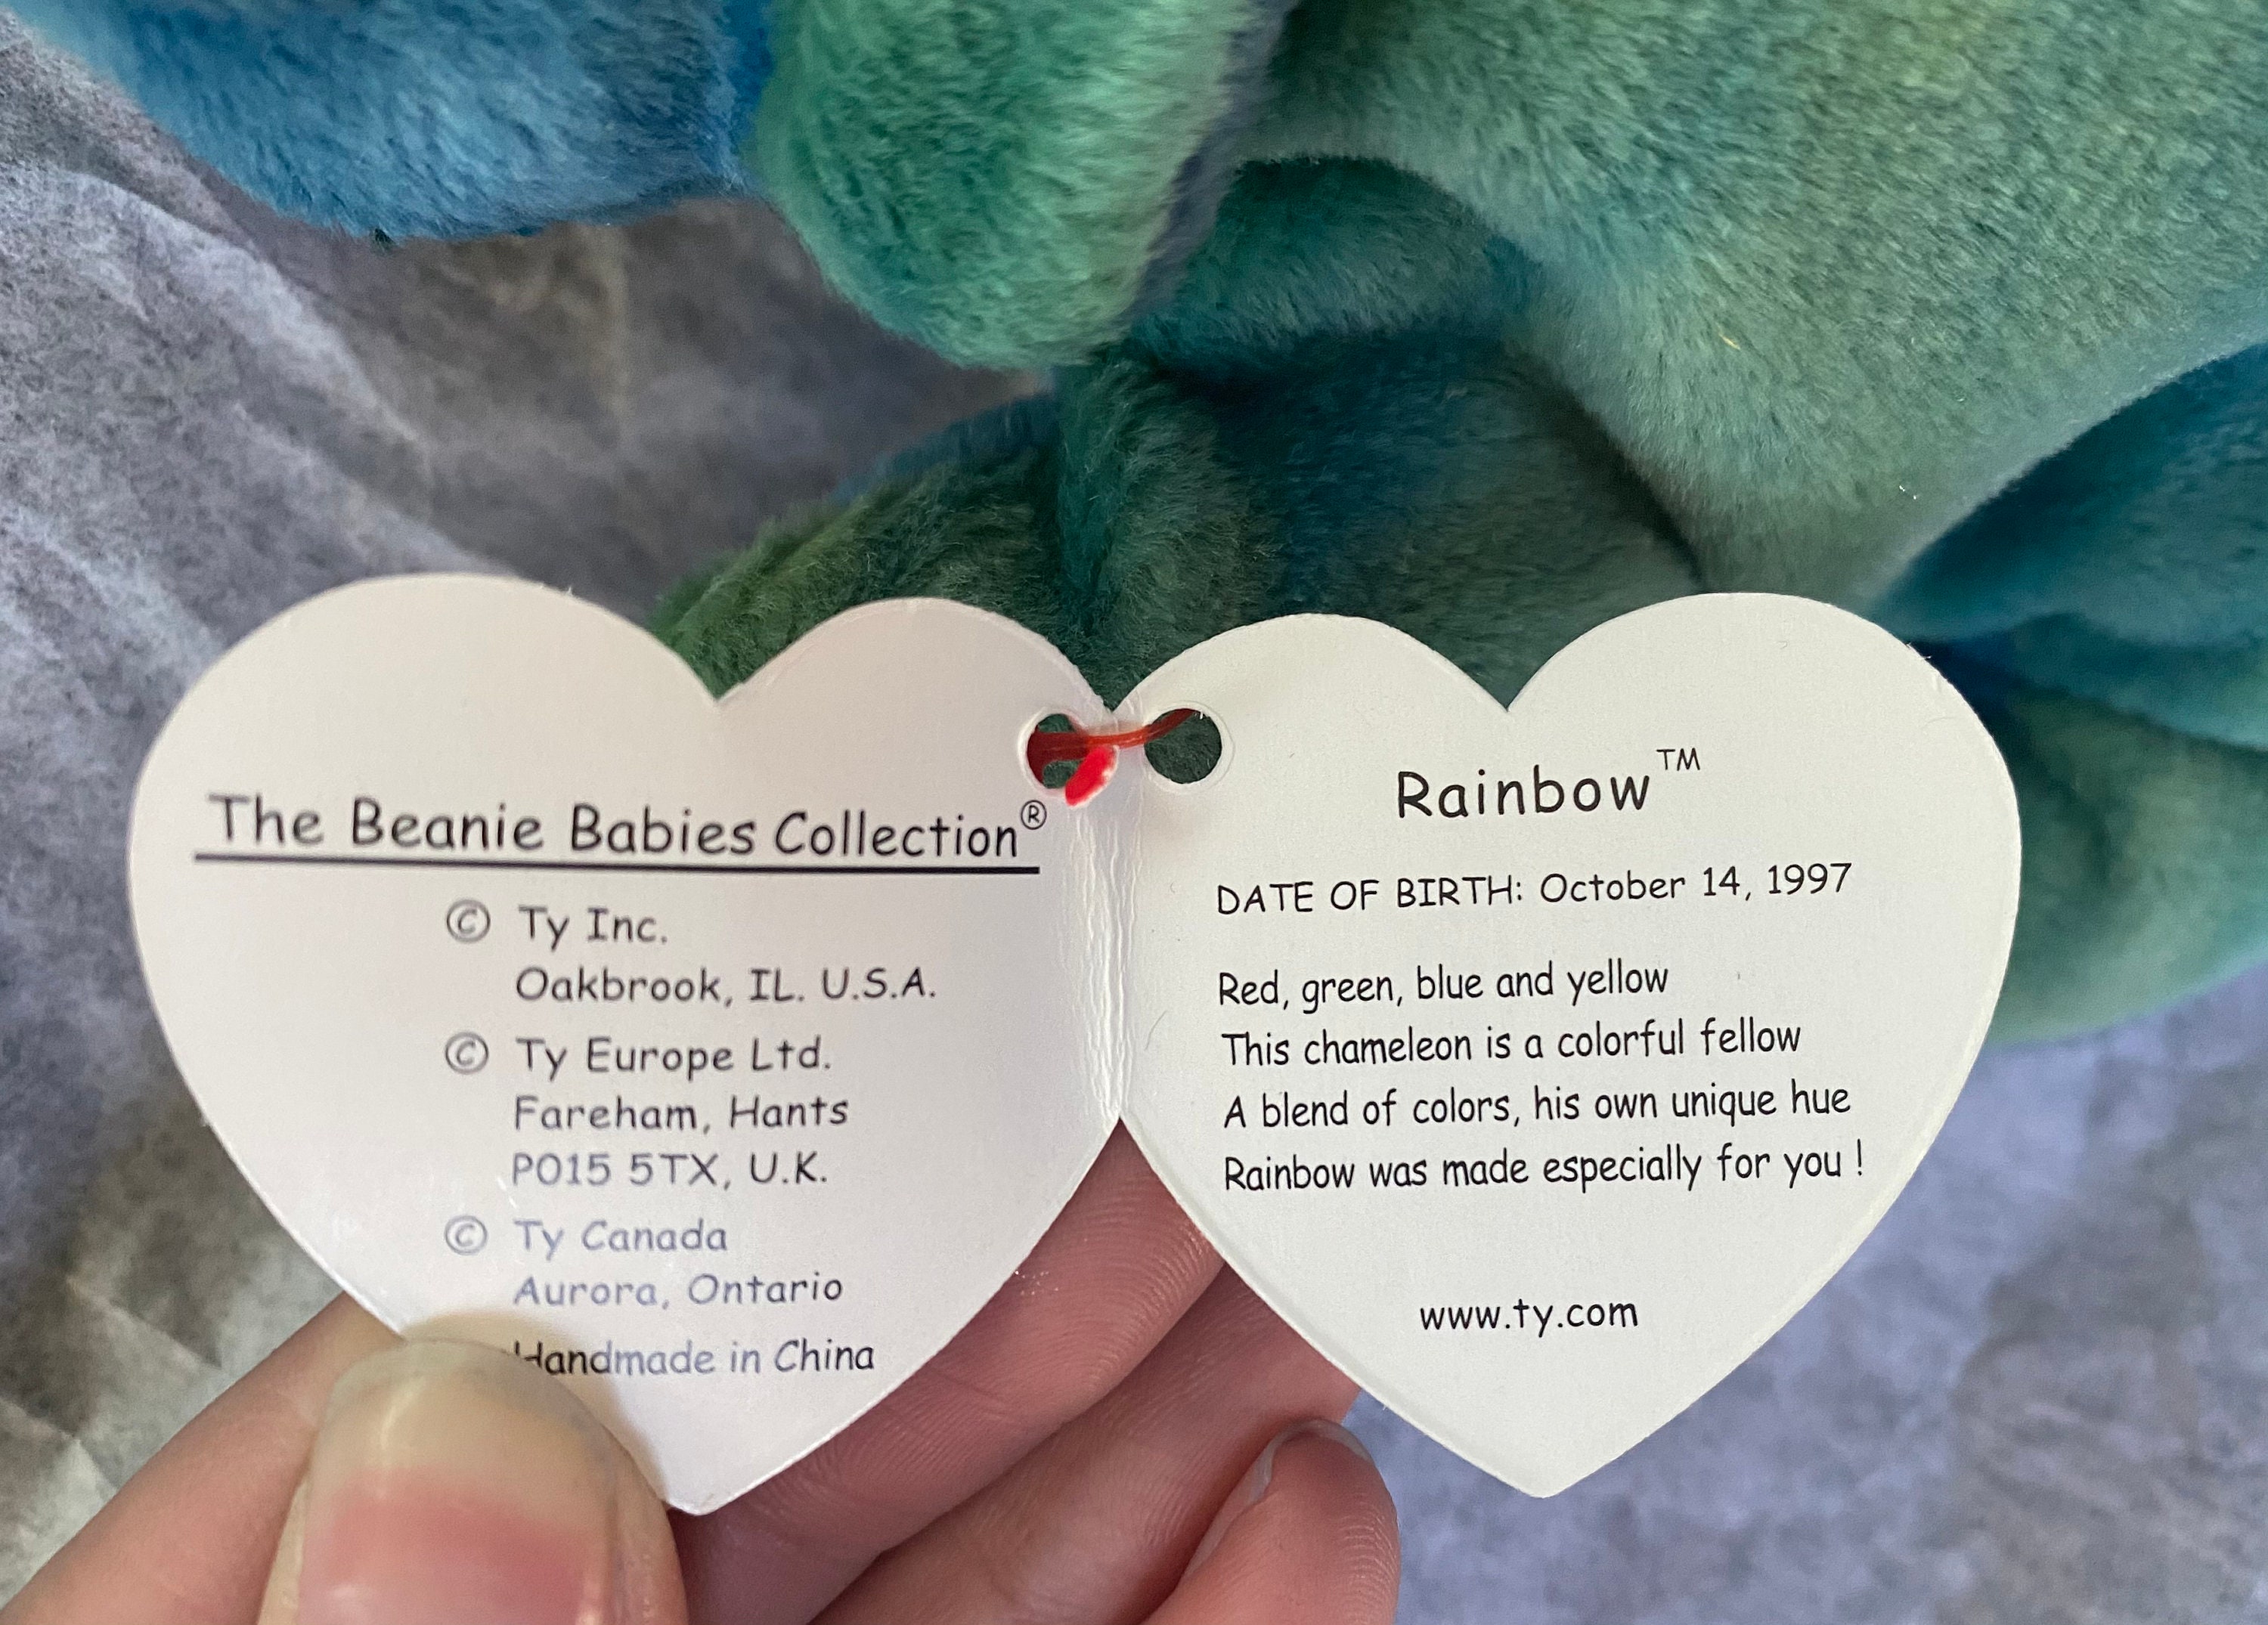 The Beanie Babies Collection®
© Ty Inc.
Oakbrook, IL. U.S.A.
© Ty Europe Ltd.
Fareham, Hants
PO15 5TX, U.K.
© Ty Canada
Aurora, Ontario
Handmade in China
Rainbow™
DATE OF BIRTH: October 14, 1997
Red, green, blue and yellow
This chameleon is a colorful fellow
A blend of colors, his own unique hue
Rainbow was made especially for you !
www.ty.com